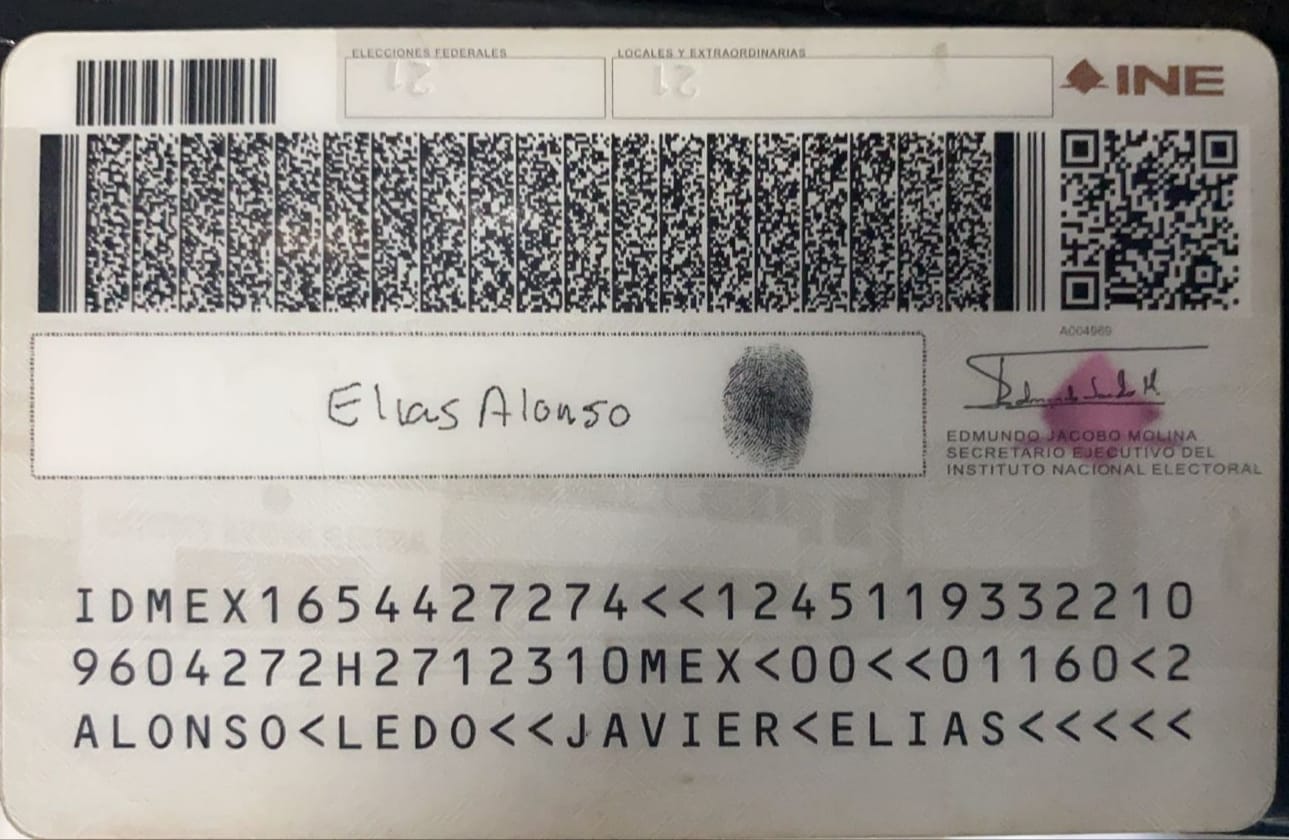 ELECCIONES FEDERALES
LOCALES Y EXTRAORDINARIAS
INE
21
21
A004969
Elias Alonso
EDMUNDO JACOBO MOLINA
SECRETARIO EJECUTIVO DEL
INSTITUTO NACIONAL ELECTORAL
IDMEX1654427274<<1245119332210
9604272H2712310MEX<00<<01160<2
ALONSO<LEDO<<JAVIER<ELIAS<<<<<